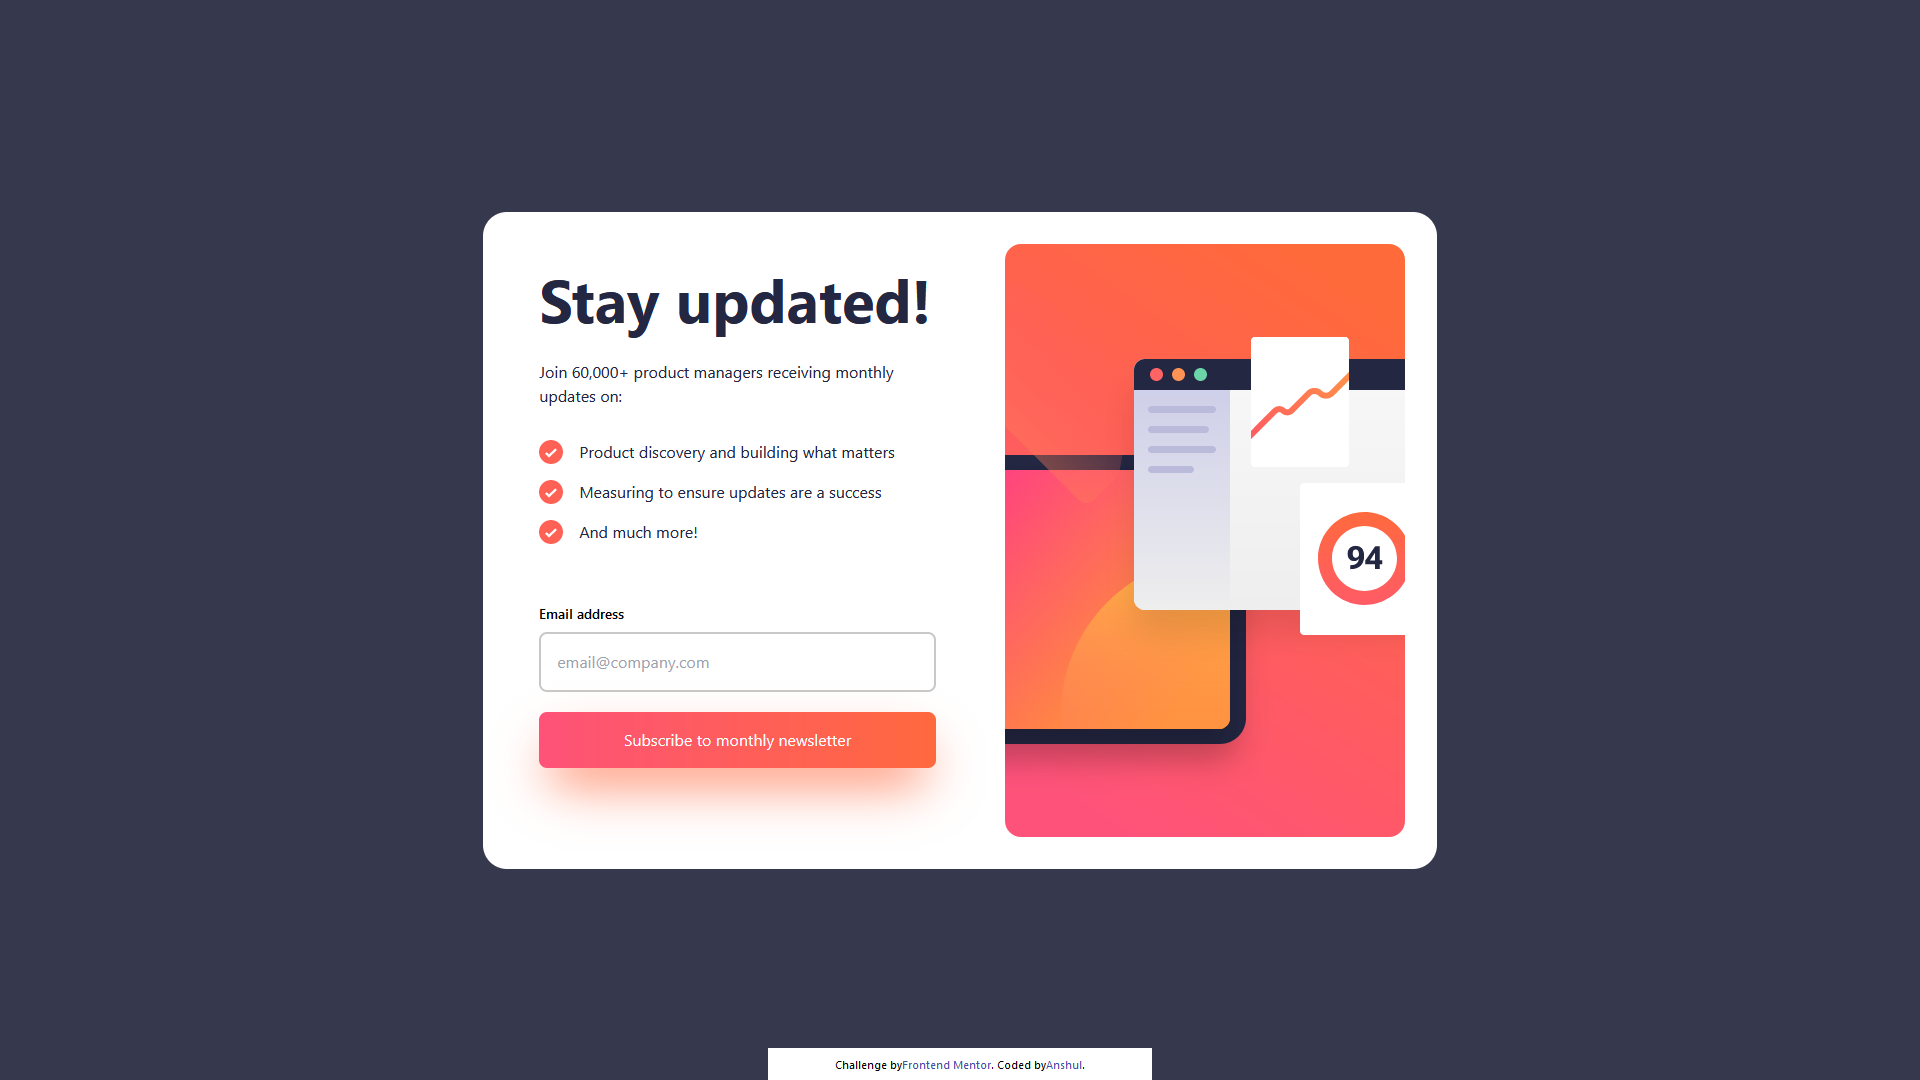 Stay updated!
Join 60,000+ product managers receiving monthly
updates on:
Product discovery and building what matters
Measuring to ensure updates are a success
And much more!
Email address
email@company.com
Subscribe to monthly newsletter
94
Challenge byFrontend Mentor. Coded byAnshul.